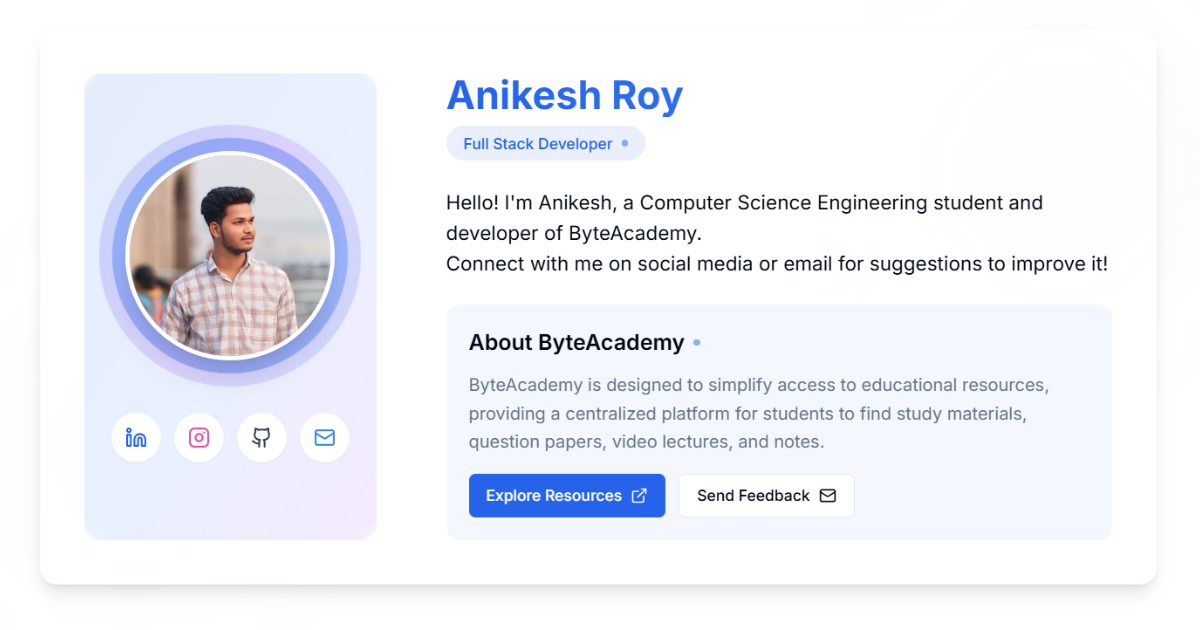 Anikesh Roy
Full Stack Developer
Hello! I'm Anikesh, a Computer Science Engineering student and
developer of ByteAcademy.
Connect with me on social media or email for suggestions to improve it!
About ByteAcademy
ByteAcademy is designed to simplify access to educational resources,
providing a centralized platform for students to find study materials,
question papers, video lectures, and notes.
Explore Resources
Send Feedback